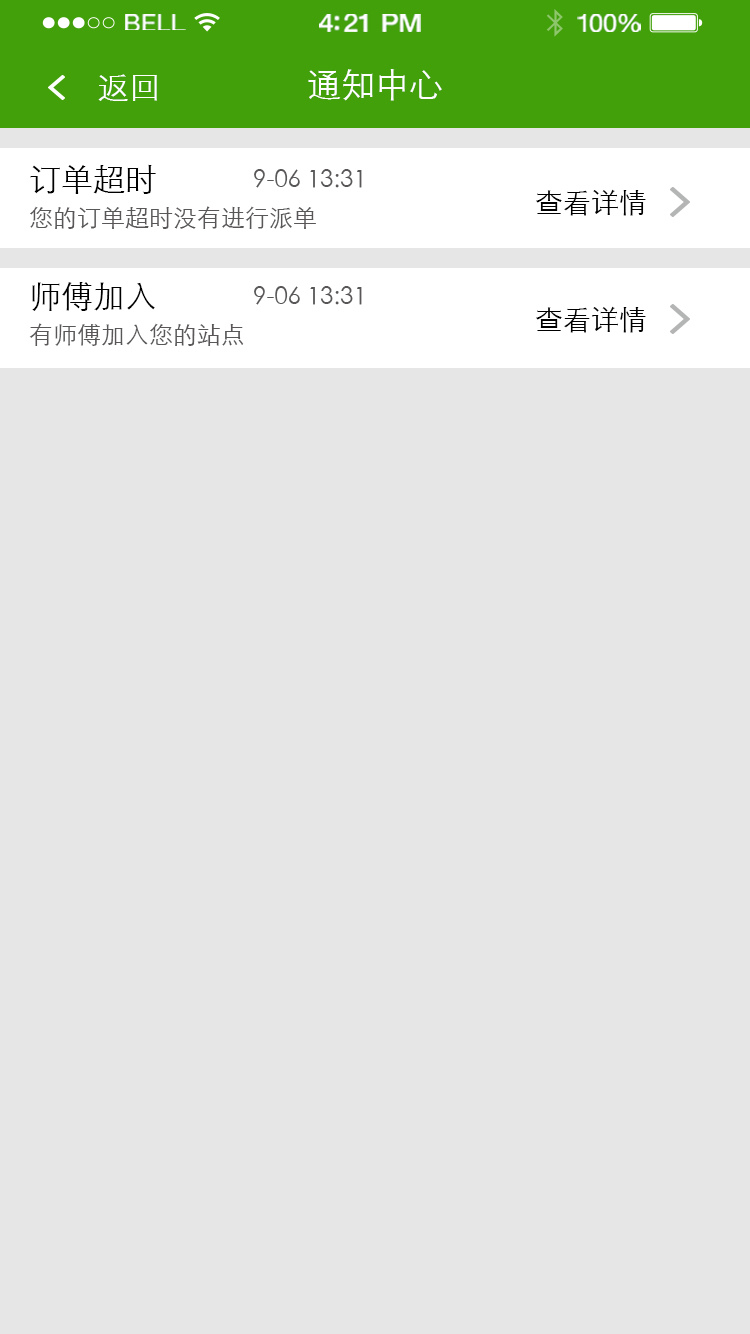 BELL 4:21 PM 100%
返回 通知中心
订单超时 9-06 13:31
您的订单超时没有进行派单
查看详情
师傅加入 9-06 13:31
有师傅加入您的站点
查看详情